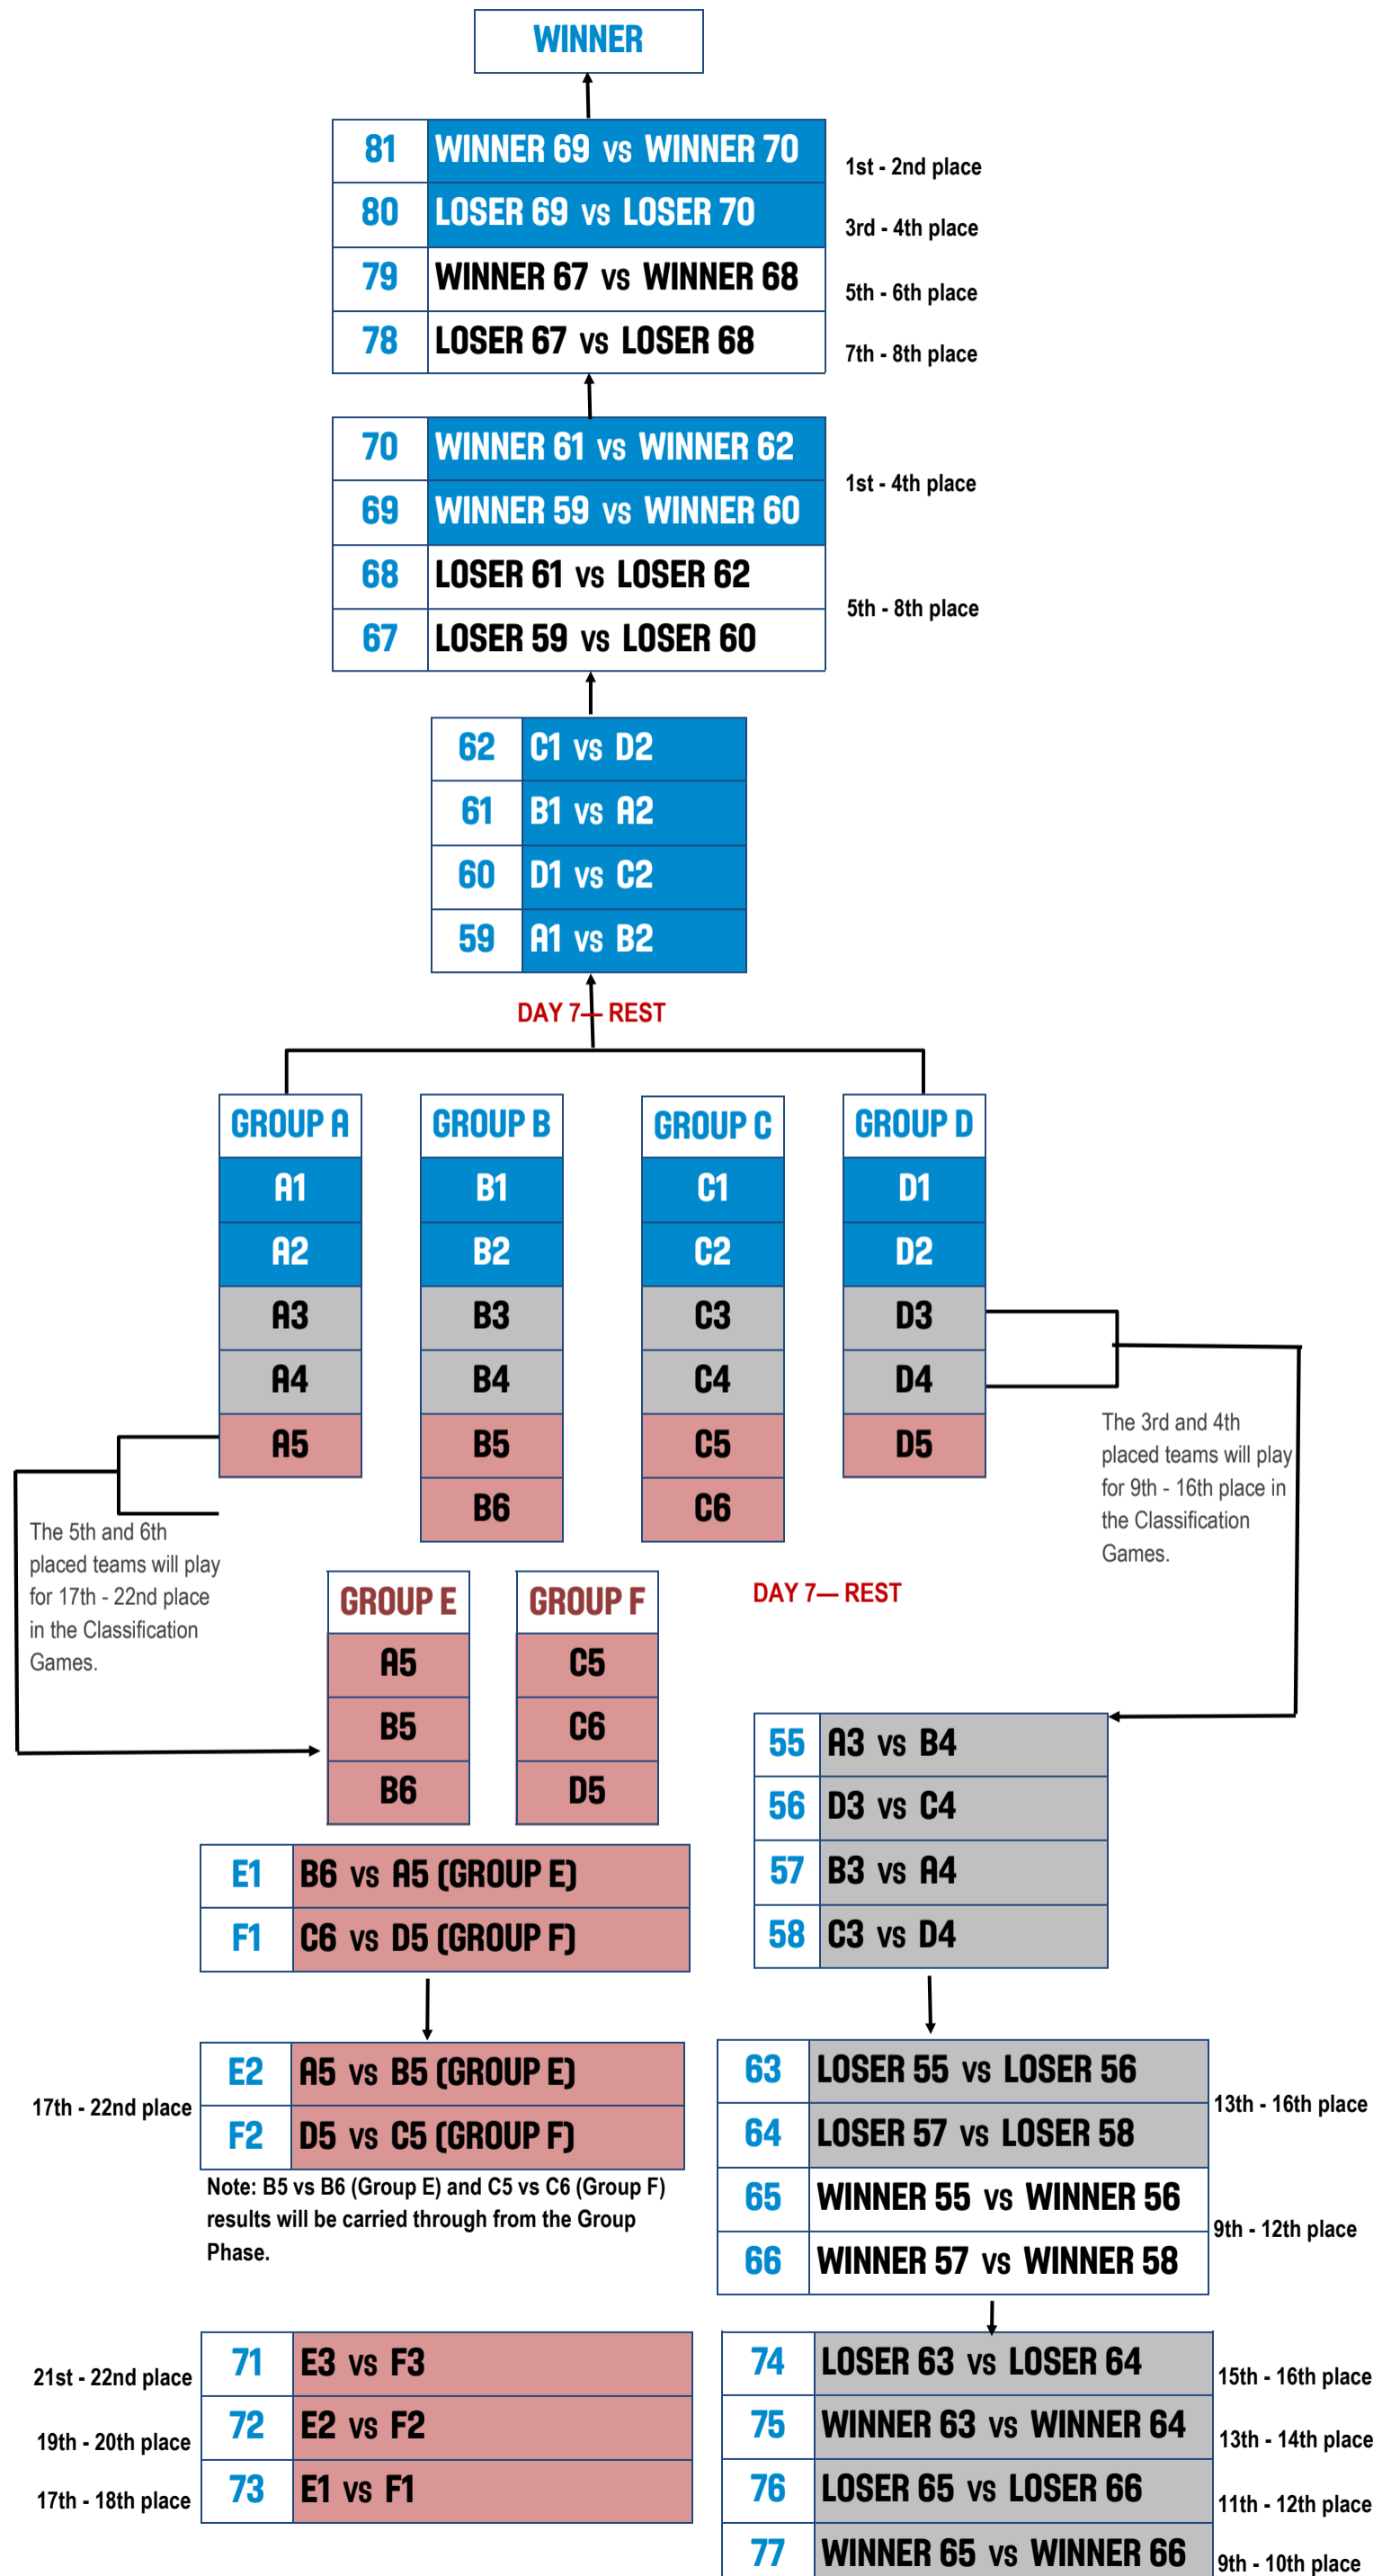 WINNER
81 WINNER 69 VS WINNER 70
1st - 2nd place
80 LOSER 69 VS LOSER 70
3rd - 4th place
79 WINNER 67 VS WINNER 68
5th - 6th place
78 LOSER 67 VS LOSER 68
7th - 8th place
70 WINNER 61 VS WINNER 62
1st - 4th place
69 WINNER 59 VS WINNER 60
68 LOSER 61 VS LOSER 62
5th - 8th place
67 LOSER 59 VS LOSER 60
62 C1 VS D2
61 B1 VS A2
60 D1 VS C2
59 A1 VS B2
DAY 7— REST
GROUP A GROUP B GROUP C GROUP D
A1 B1 C1 D1
A2 B2 C2 D2
A3 B3 C3 D3
A4 B4 C4 D4
A5 B5 C5 D5
B6 C6
The 3rd and 4th
placed teams will play
for 9th - 16th place in
the Classification
Games.
The 5th and 6th
placed teams will play
for 17th - 22nd place
in the Classification
Games.
GROUP E GROUP F
A5 C5
B5 C6
B6 D5
DAY 7— REST
55 A3 VS B4
56 D3 VS C4
57 B3 VS A4
58 C3 VS D4
E1 B6 VS A5 (GROUP E)
F1 C6 VS D5 (GROUP F)
E2 A5 VS B5 (GROUP E)
17th - 22nd place
F2 D5 VS C5 (GROUP F)
Note: B5 vs B6 (Group E) and C5 vs C6 (Group F)
results will be carried through from the Group
Phase.
63 LOSER 55 VS LOSER 56
13th - 16th place
64 LOSER 57 VS LOSER 58
65 WINNER 55 VS WINNER 56
9th - 12th place
66 WINNER 57 VS WINNER 58
21st - 22nd place 71 E3 VS F3
19th - 20th place 72 E2 VS F2
17th - 18th place 73 E1 VS F1
74 LOSER 63 VS LOSER 64 15th - 16th place
75 WINNER 63 VS WINNER 64 13th - 14th place
76 LOSER 65 VS LOSER 66 11th - 12th place
77 WINNER 65 VS WINNER 66 9th - 10th place